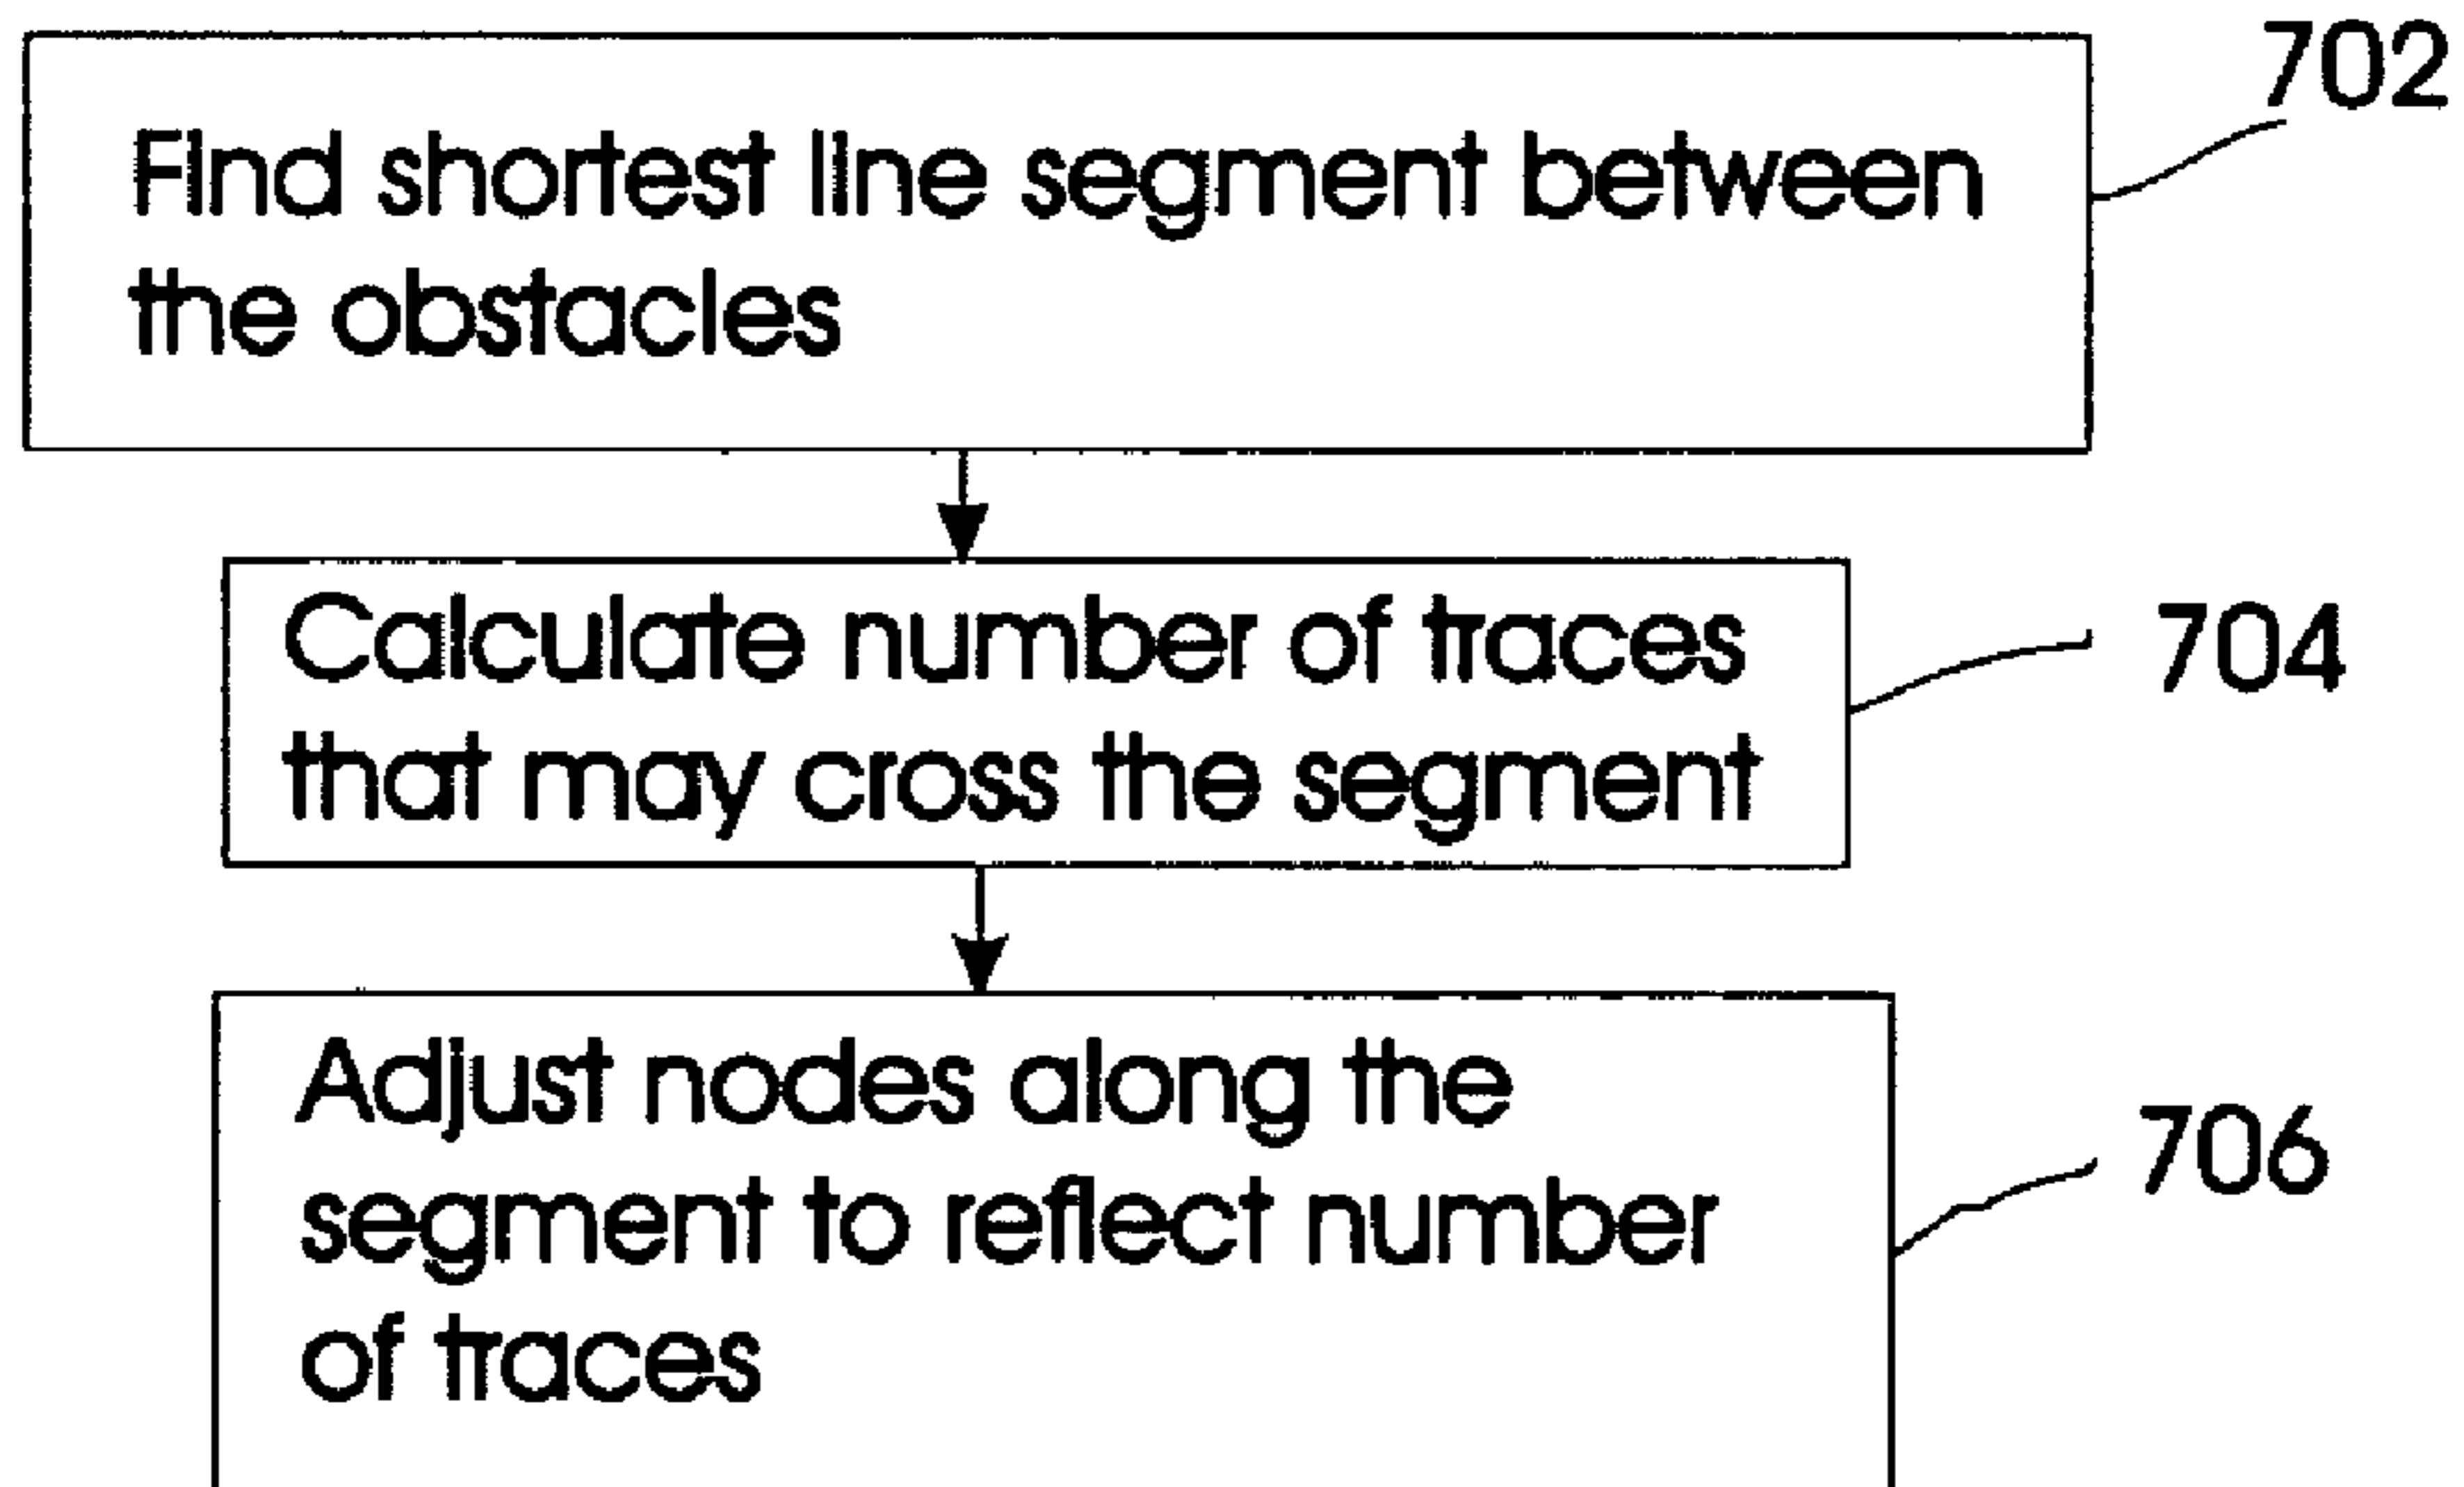 702
Find shortest line segment between
the obstacles
Calculate number of traces
that may cross the segment
704
Adjust nodes along the
segment to reflect number
of traces
706